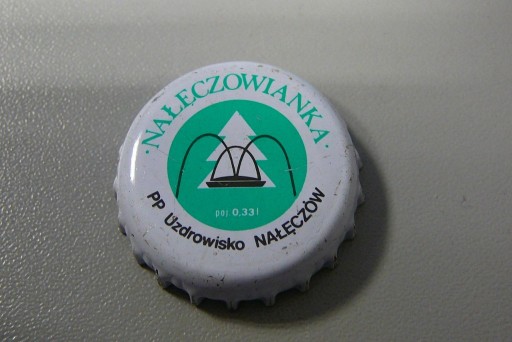 ·NAŁĘCZOWIANKA·
poj 0,33 l
PP Uzdrowisko NAŁĘCZÓW